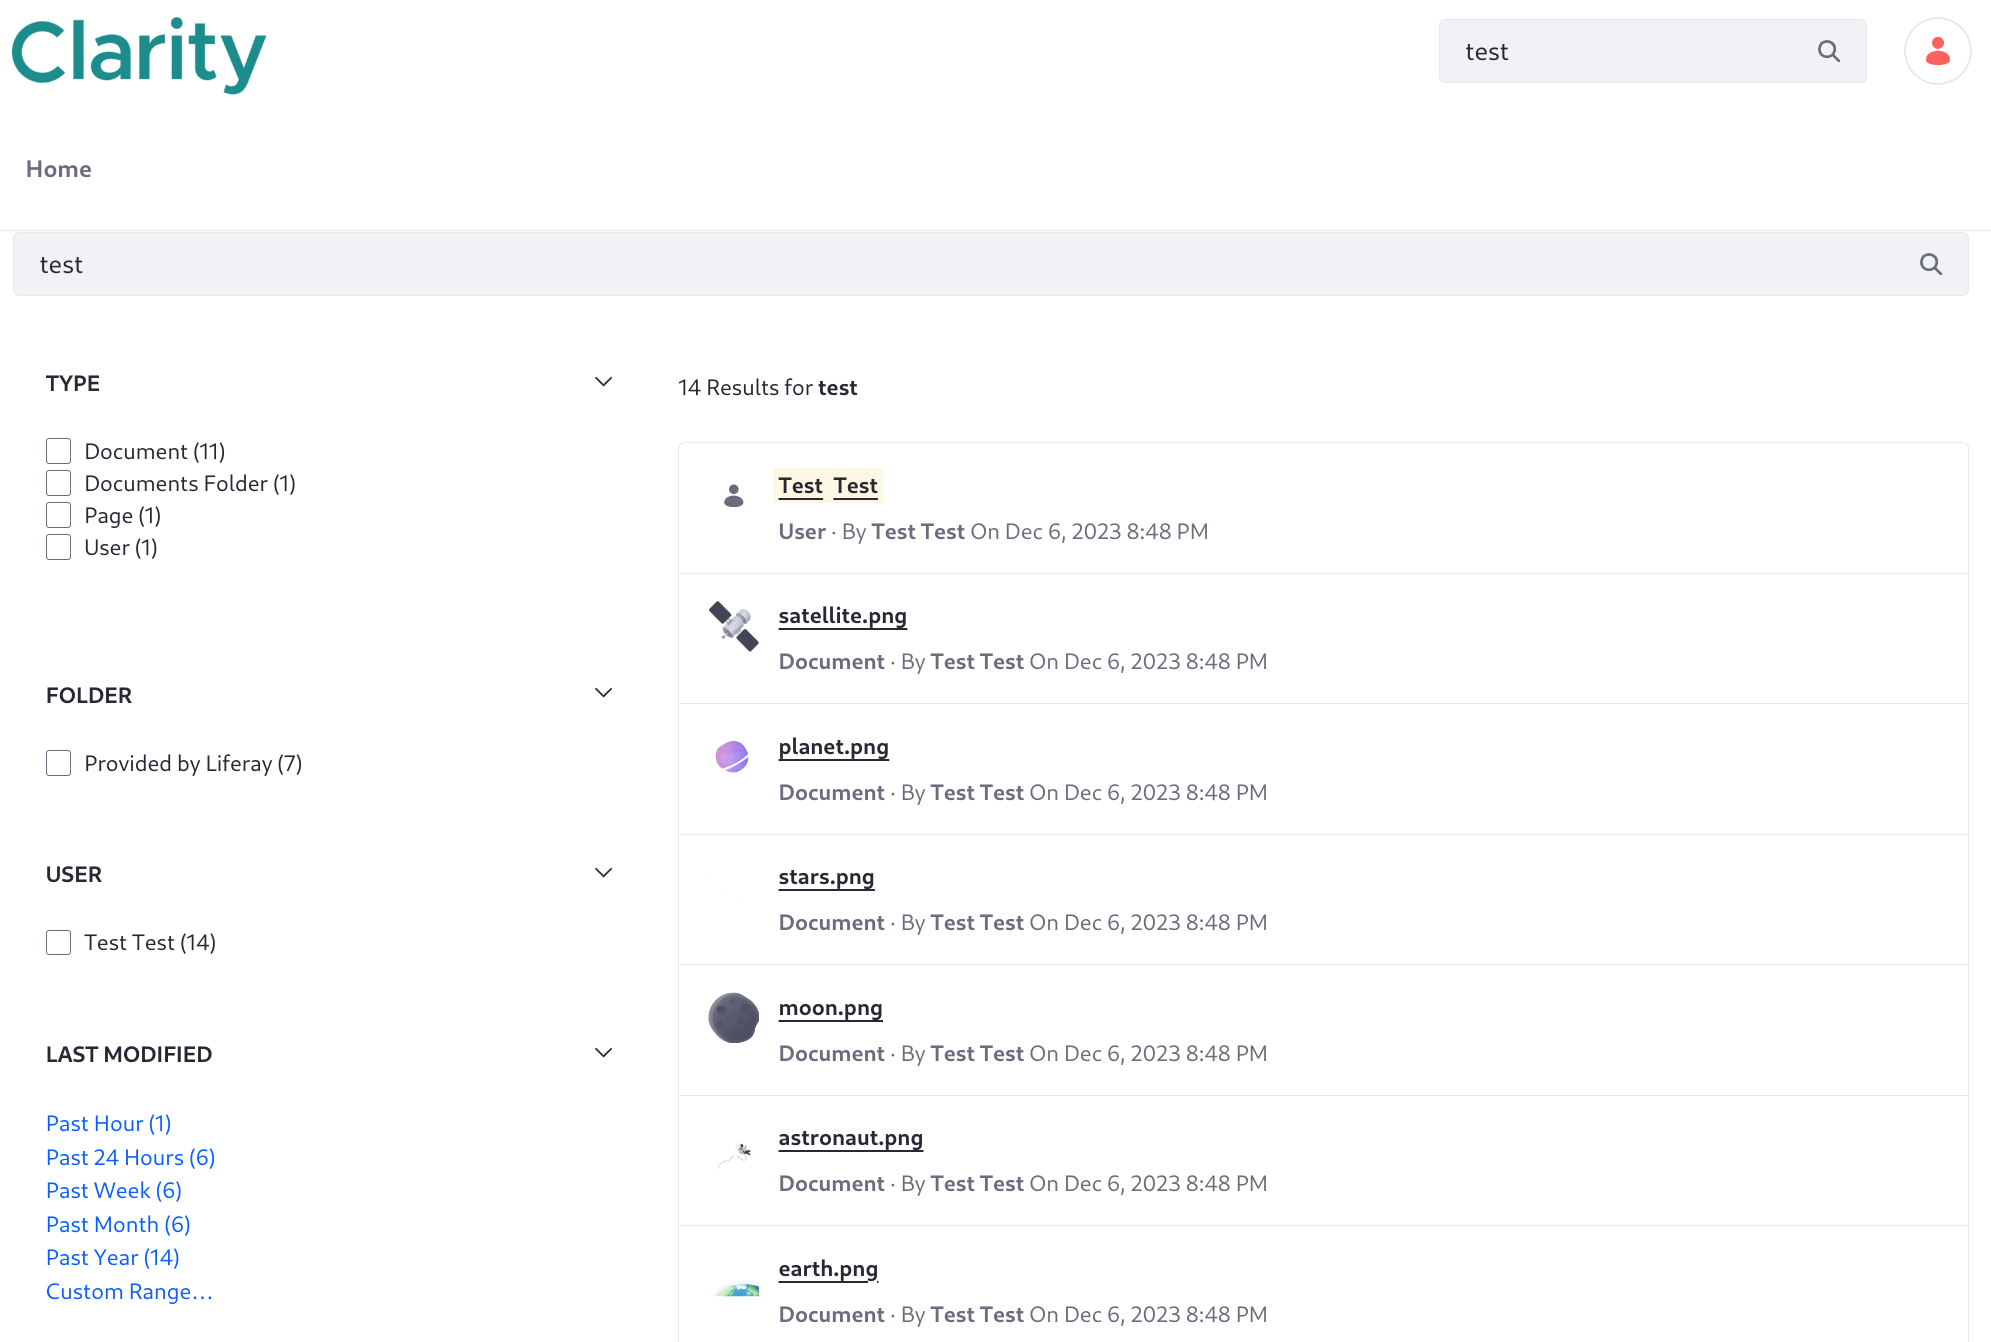 Clarity
test
Home
test
TYPE
Document (11)
Documents Folder (1)
Page (1)
User (1)
FOLDER
Provided by Liferay (7)
USER
Test Test (14)
LAST MODIFIED
Past Hour (1)
Past 24 Hours (6)
Past Week (6)
Past Month (6)
Past Year (14)
Custom Range...
14 Results for test
Test Test
User · By Test Test On Dec 6, 2023 8:48 PM
satellite.png
Document · By Test Test On Dec 6, 2023 8:48 PM
planet.png
Document · By Test Test On Dec 6, 2023 8:48 PM
stars.png
Document · By Test Test On Dec 6, 2023 8:48 PM
moon.png
Document · By Test Test On Dec 6, 2023 8:48 PM
astronaut.png
Document · By Test Test On Dec 6, 2023 8:48 PM
earth.png
Document · By Test Test On Dec 6, 2023 8:48 PM